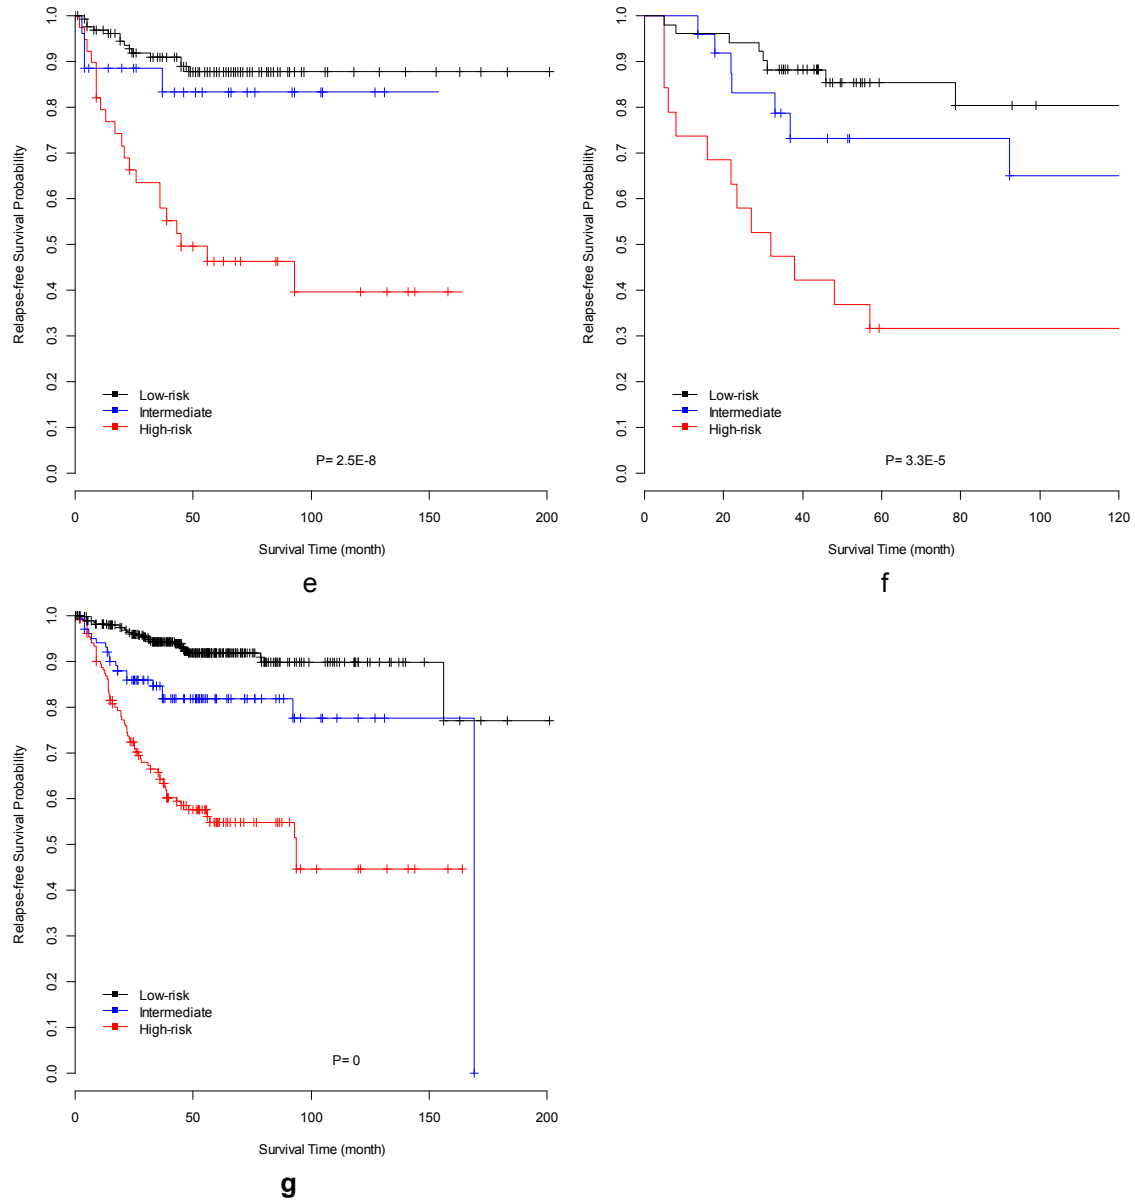 Relapse-free Survival Probability
1.0
0.9
0.8
0.7
0.6
0.5
0.4
0.3
0.2
0.1
0.0
Low-risk
Intermediate
High-risk
P= 2.5E-8
0 50 100 150 200
Survival Time (month)
e
Relapse-free Survival Probability
1.0
0.9
0.8
0.7
0.6
0.5
0.4
0.3
0.2
0.1
0.0
Low-risk
Intermediate
High-risk
P= 3.3E-5
0 20 40 60 80 100 120
Survival Time (month)
f
Relapse-free Survival Probability
1.0
0.9
0.8
0.7
0.6
0.5
0.4
0.3
0.2
0.1
0.0
Low-risk
Intermediate
High-risk
P= 0
0 50 100 150 200
Survival Time (month)
g